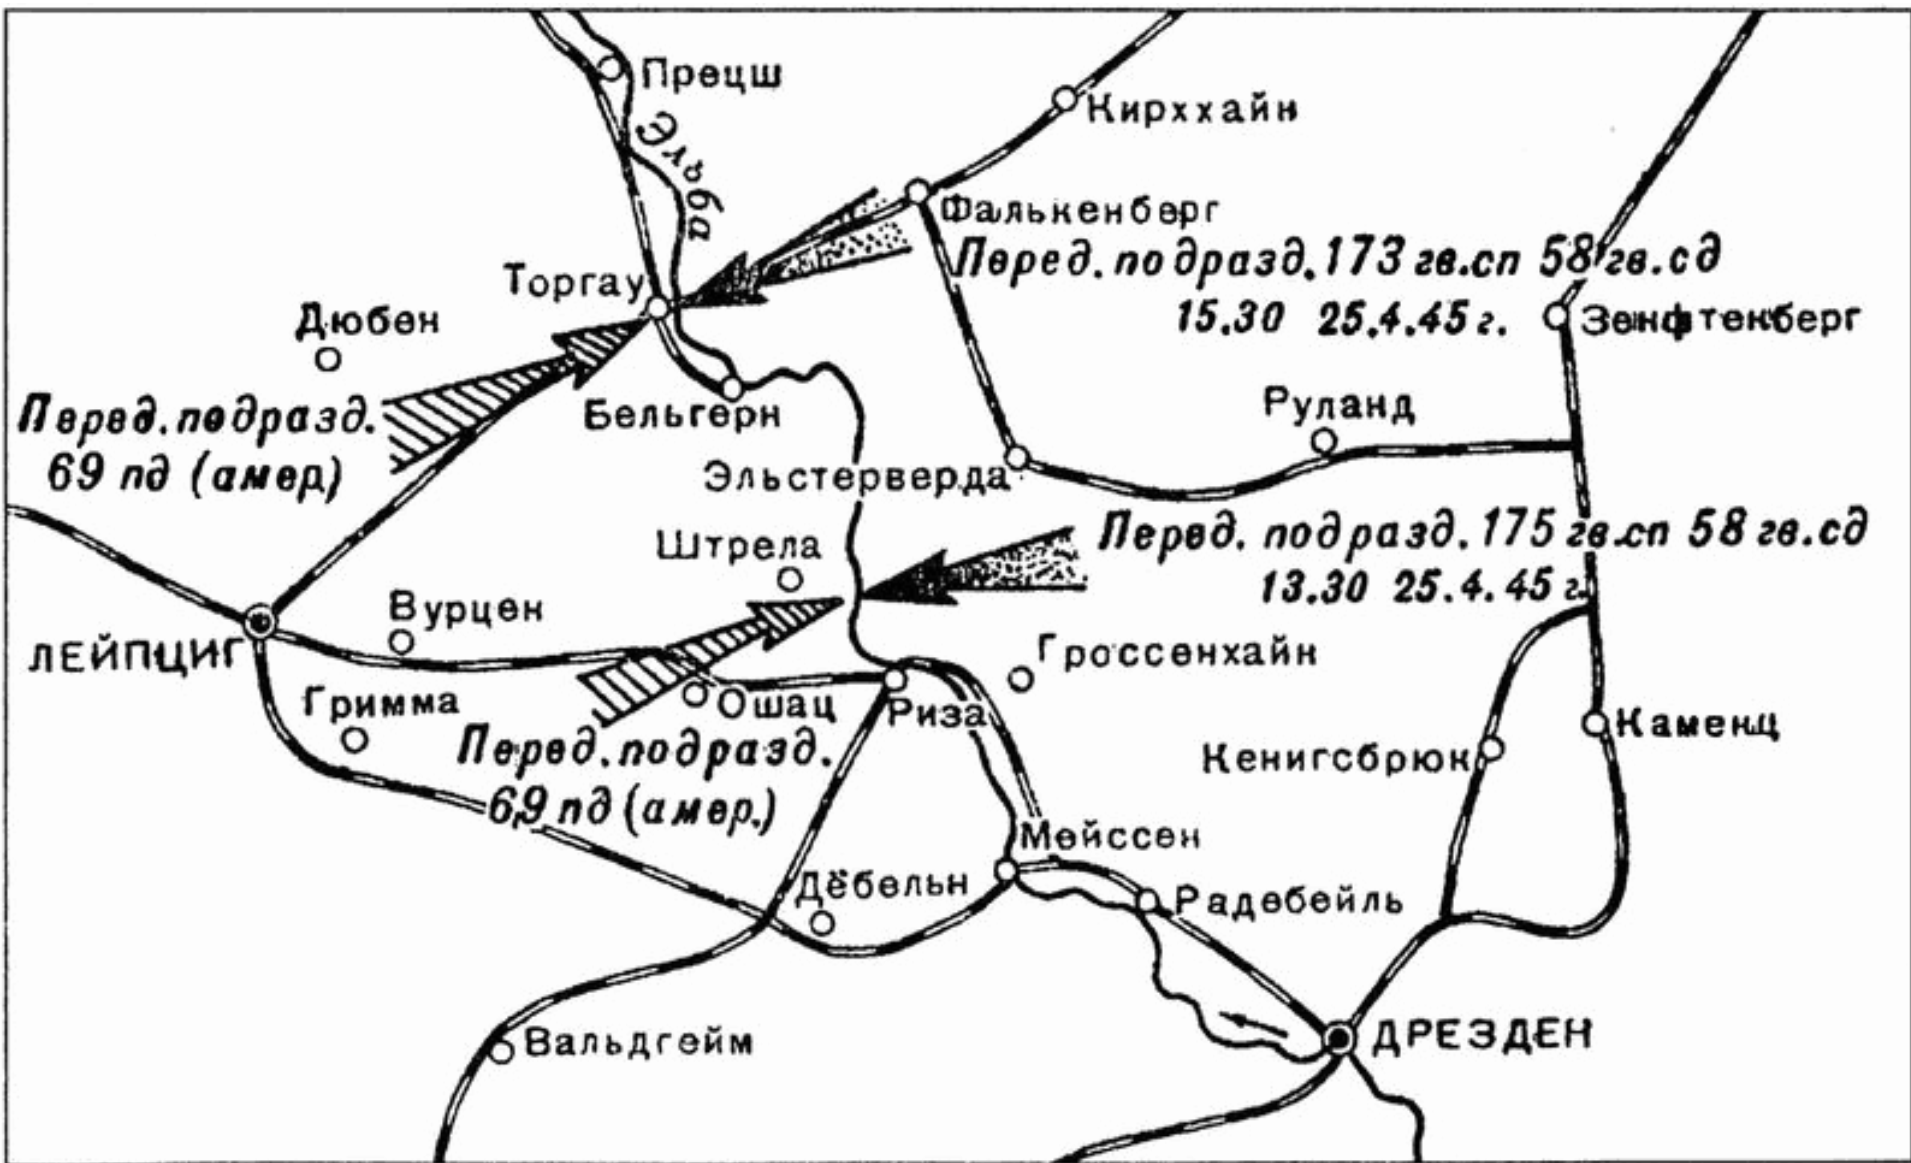 Прецш
Эльба
Кирххайн
Фалькенберг
Перед. подразд. 173 гв.сп 58 гв.сд
15.30 25.4.45 г.
Торгау
Дюбен
Зенфтенберг
Перед. подразд.
69 пд (амер.)
Бельгерн
Руланд
Эльстерверда
Штрела
Перед. подразд. 175 гв.сп 58 гв.сд
13.30 25.4.45 г.
Вурцен
ЛЕЙПЦИГ
Гроссенхайн
Гримма
Ошац
Риза
Каменц
Перед. подразд.
69 пд (амер.)
Кенигсбрюк
Мейссен
Дёбельн
Радебейль
Вальдгейм
ДРЕЗДЕН